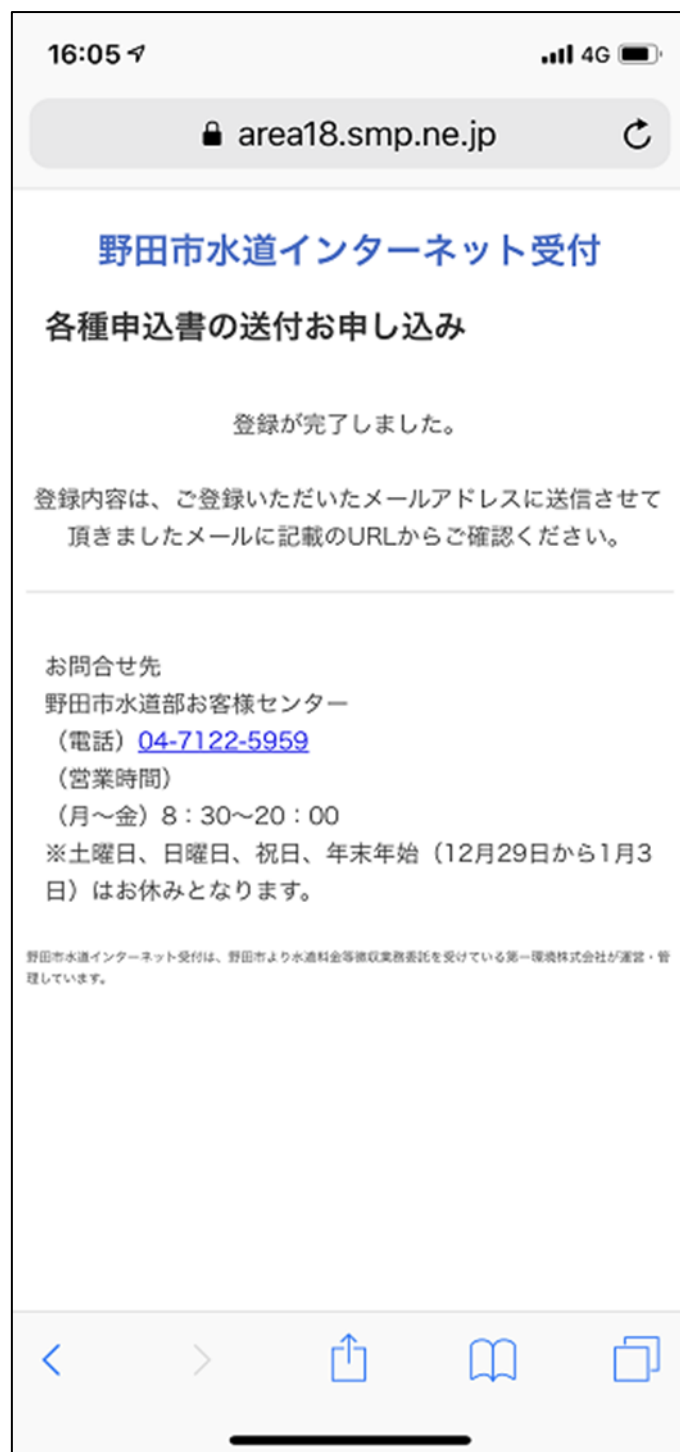 16:05
4G
area18.smp.ne.jp
野田市水道インターネット受付
各種申込書の送付お申し込み
登録が完了しました。
登録内容は、ご登録いただいたメールアドレスに送信させて
頂きましたメールに記載のURLからご確認ください。
お問合せ先
野田市水道部お客様センター
（電話）04-7122-5959
（営業時間）
（月～金）8：30～20：00
※土曜日、日曜日、祝日、年末年始（12月29日から1月3
日）はお休みとなります。
野田市水道インターネット受付は、野田市より水道料金等徴収業務委託を受けている第一環境株式会社が運営・管
理しています。